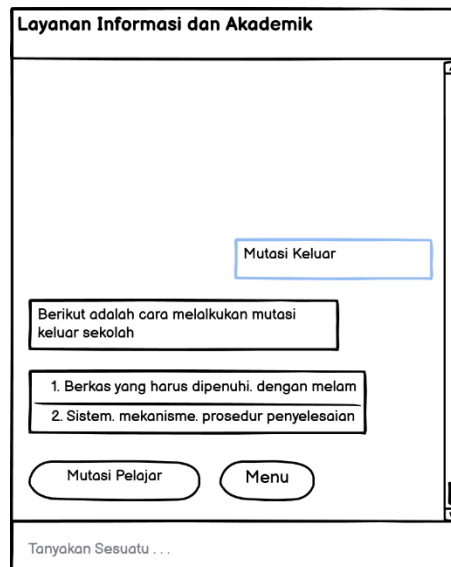 Layanan Informasi dan Akademik
Mutasi Keluar
Berikut adalah cara melalkukan mutasi
keluar sekolah
1. Berkas yang harus dipenuhi. dengan melam
2. Sistem. mekanisme. prosedur penyelesaian
Mutasi Pelajar
Menu
Tanyakan Sesuatu . . .